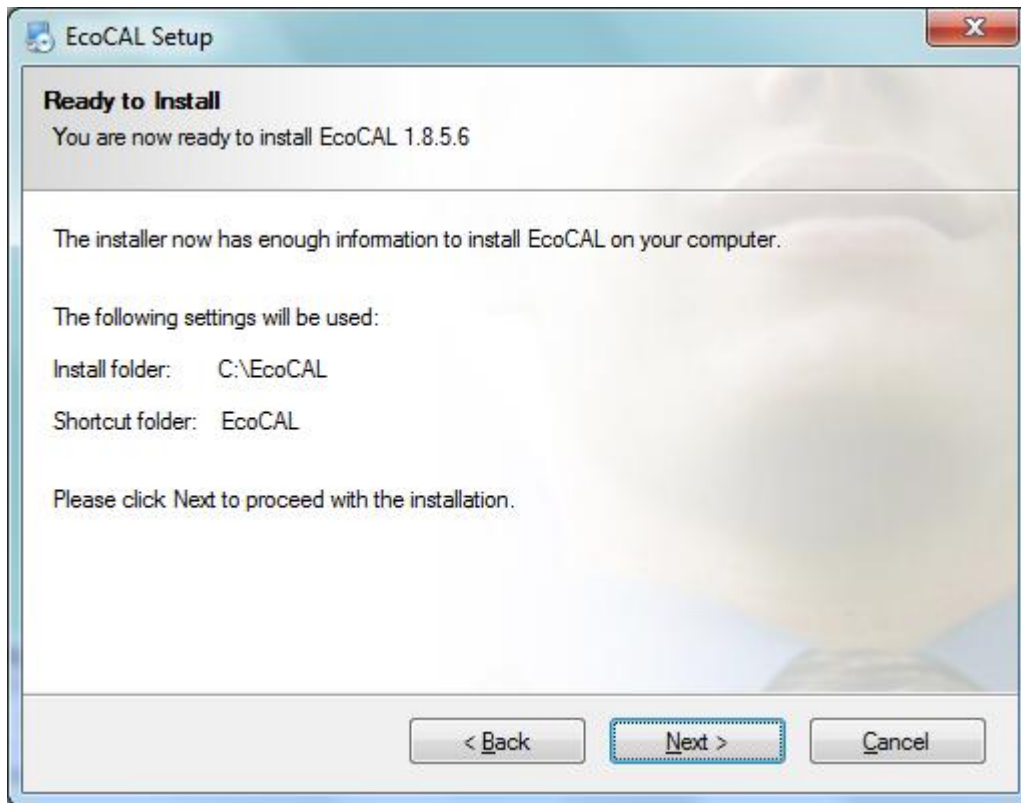 EcoCAL Setup
Ready to Install
You are now ready to install EcoCAL 1.8.5.6
The installer now has enough information to install EcoCAL on your computer.
The following settings will be used:
Install folder: C:\EcoCAL
Shortcut folder: EcoCAL
Please click Next to proceed with the installation.
< Back Next > Cancel